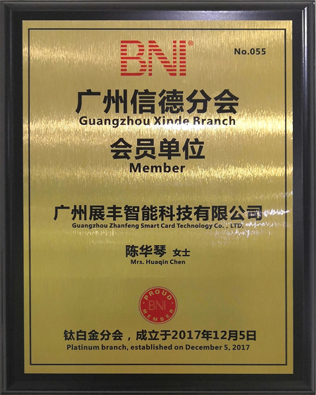 BNI®
No.055
广州信德分会
Guangzhou Xinde Branch
会员单位
Member
广州展丰智能科技有限公司
Guangzhou Zhanfeng Smart Card Technology Co., LTD
陈华琴 女士
Mrs. Huaqin Chen
PROUD
BNI
MEMBER
钛白金分会，成立于2017年12月5日
Platinum branch, established on December 5, 2017